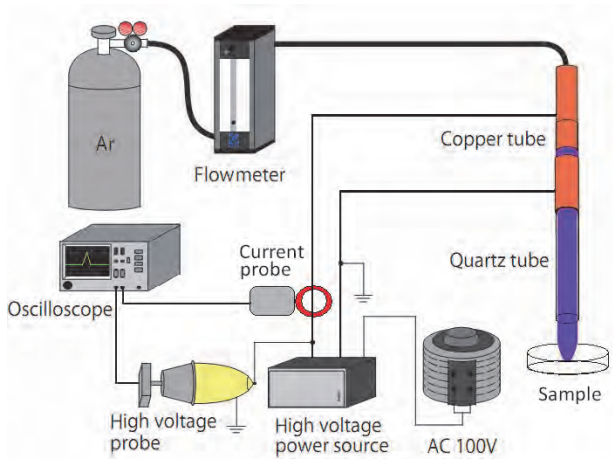 Ar
Flowmeter
Copper tube
Quartz tube
Current
probe
Oscilloscope
High voltage
probe
High voltage
power source
AC 100V
Sample